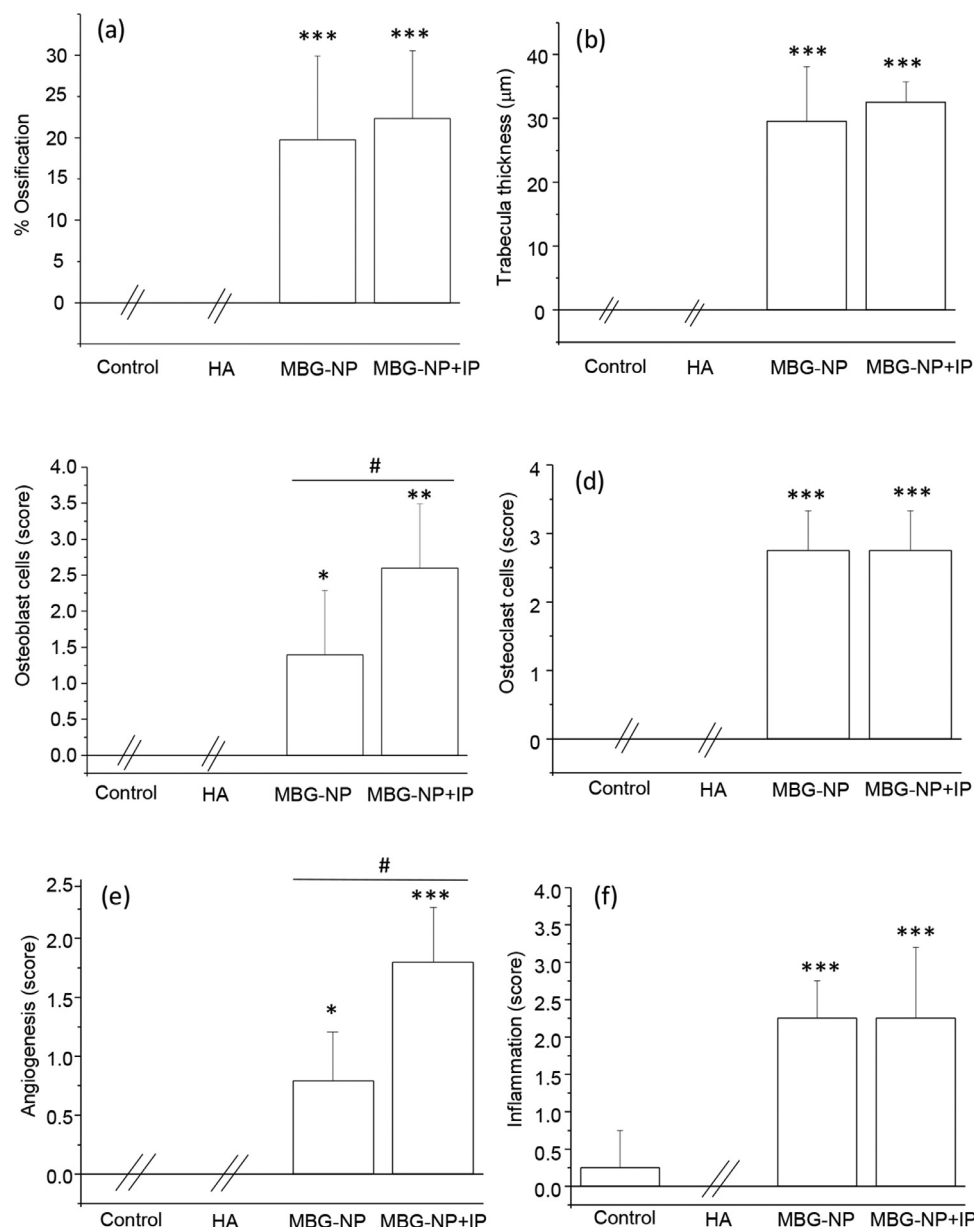 (a)
***
***
30
25
20
15
10
5
0
% Ossification
Control
HA
MBG-NP
MBG-NP+IP
(b)
***
***
40
30
20
10
0
Trabecula thickness (μm)
Control
HA
MBG-NP
MBG-NP+IP
#
**
*
4.0
3.5
3.0
2.5
2.0
1.5
1.0
0.5
0.0
Osteoblast cells (score)
Control
HA
MBG-NP
MBG-NP+IP
(d)
***
***
4
3
2
1
0
Osteoclast cells (score)
Control
HA
MBG-NP
MBG-NP+IP
(e)
#
***
*
2.5
2.0
1.5
1.0
0.5
0.0
Angiogenesis (score)
Control
HA
MBG-NP
MBG-NP+IP
(f)
***
***
4.0
3.5
3.0
2.5
2.0
1.5
1.0
0.5
0.0
Inflammation (score)
Control
HA
MBG-NP
MBG-NP+IP